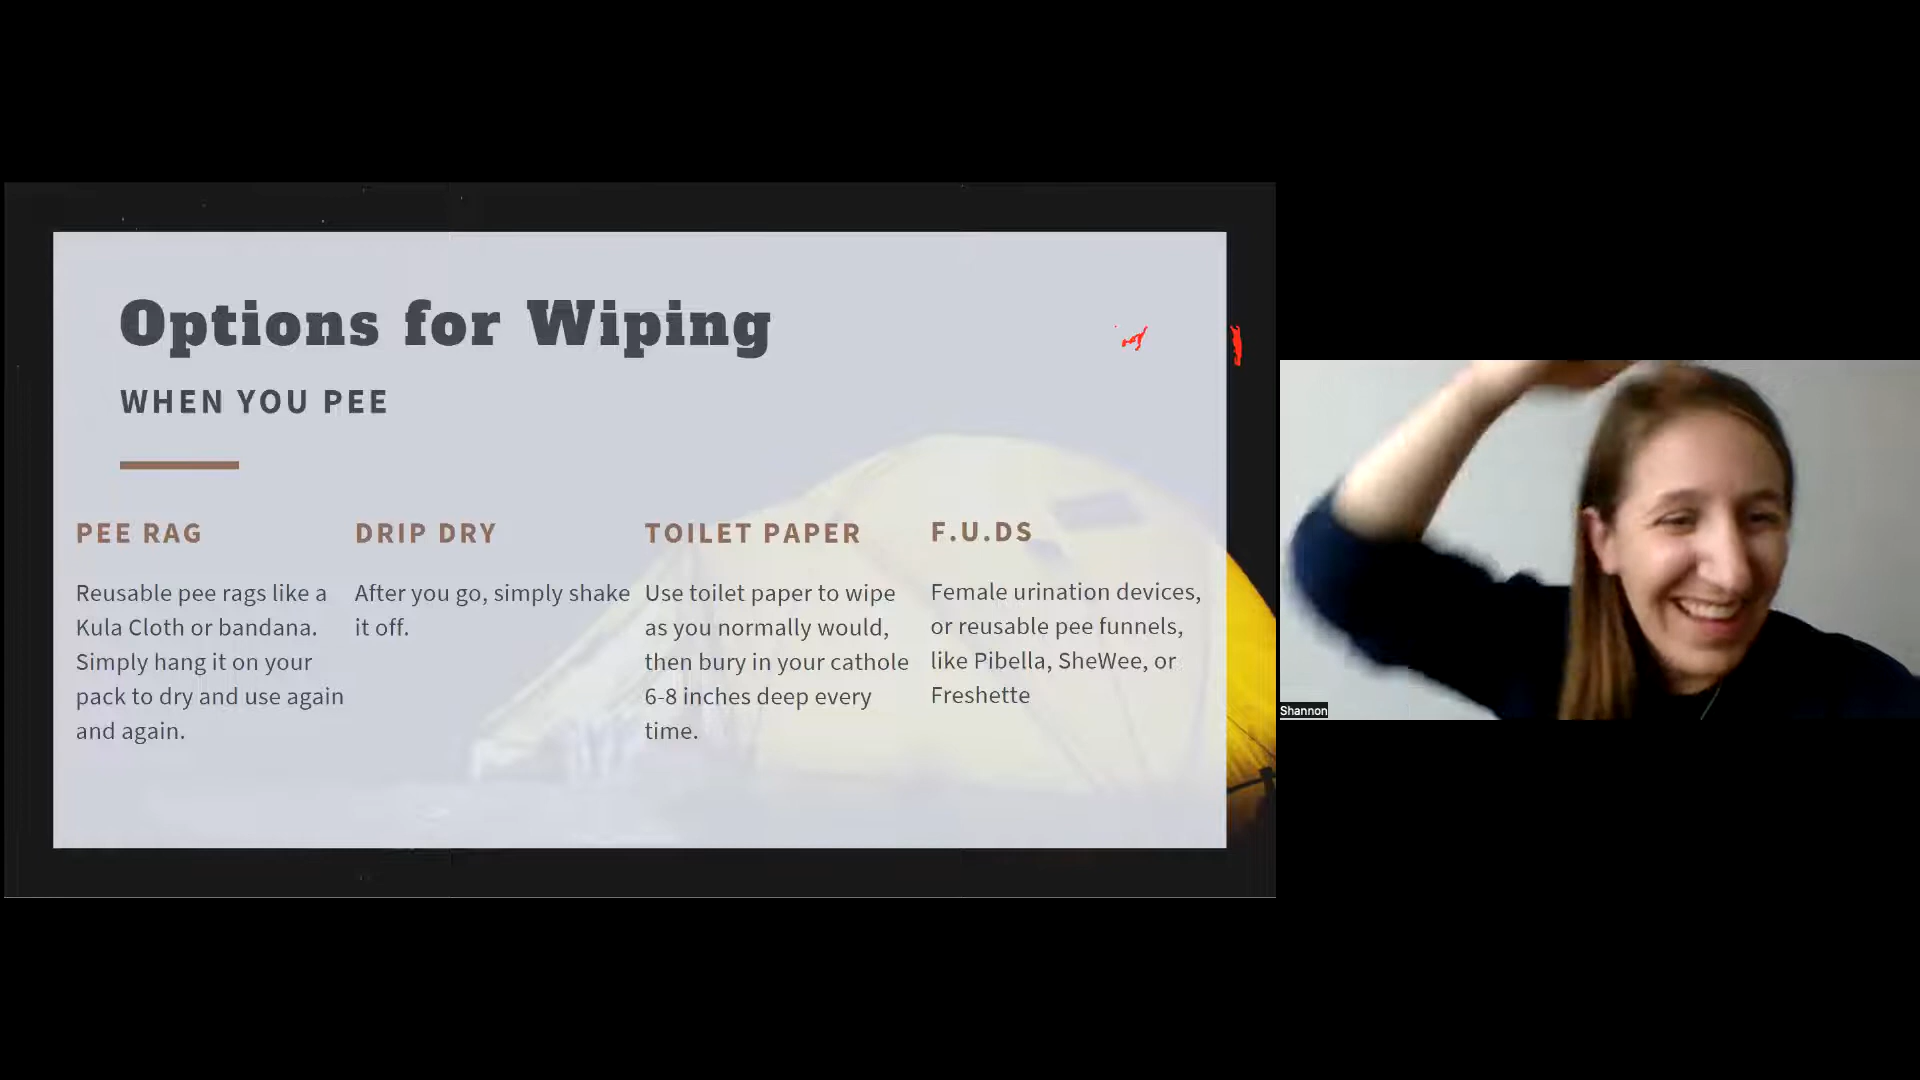 Options for Wiping
WHEN YOU PEE
PEE RAG
Reusable pee rags like a
Kula Cloth or bandana.
Simply hang it on your
pack to dry and use again
and again.
DRIP DRY
After you go, simply shake
it off.
TOILET PAPER
Use toilet paper to wipe
as you normally would,
then bury in your cathole
6-8 inches deep every
time.
F.U.DS
Female urination devices,
or reusable pee funnels,
like Pibella, SheWee, or
Freshette
Shannon